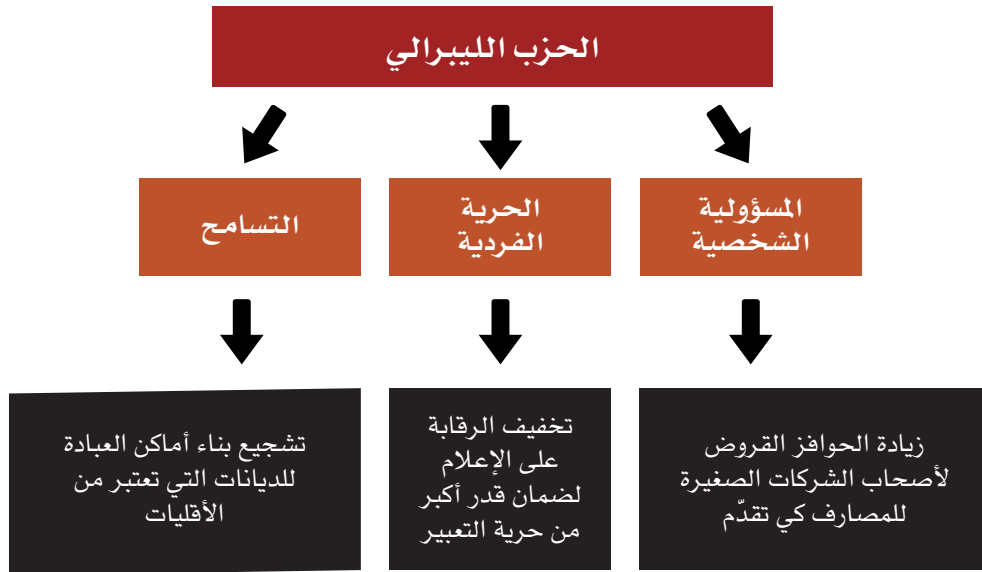 الحزب الليبرالي
المسؤولية
الشخصية
الحرية
الفردية
التسامح
زيادة الحوافز القروض
لأصحاب الشركات الصغيرة
للمصارف كي تقدّم
تخفيف الرقابة
على الإعلام
لضمان قدر أكبر
من حرية التعبير
تشجيع بناء أماكن العبادة
للديانات التي تعتبر من
الأقليات